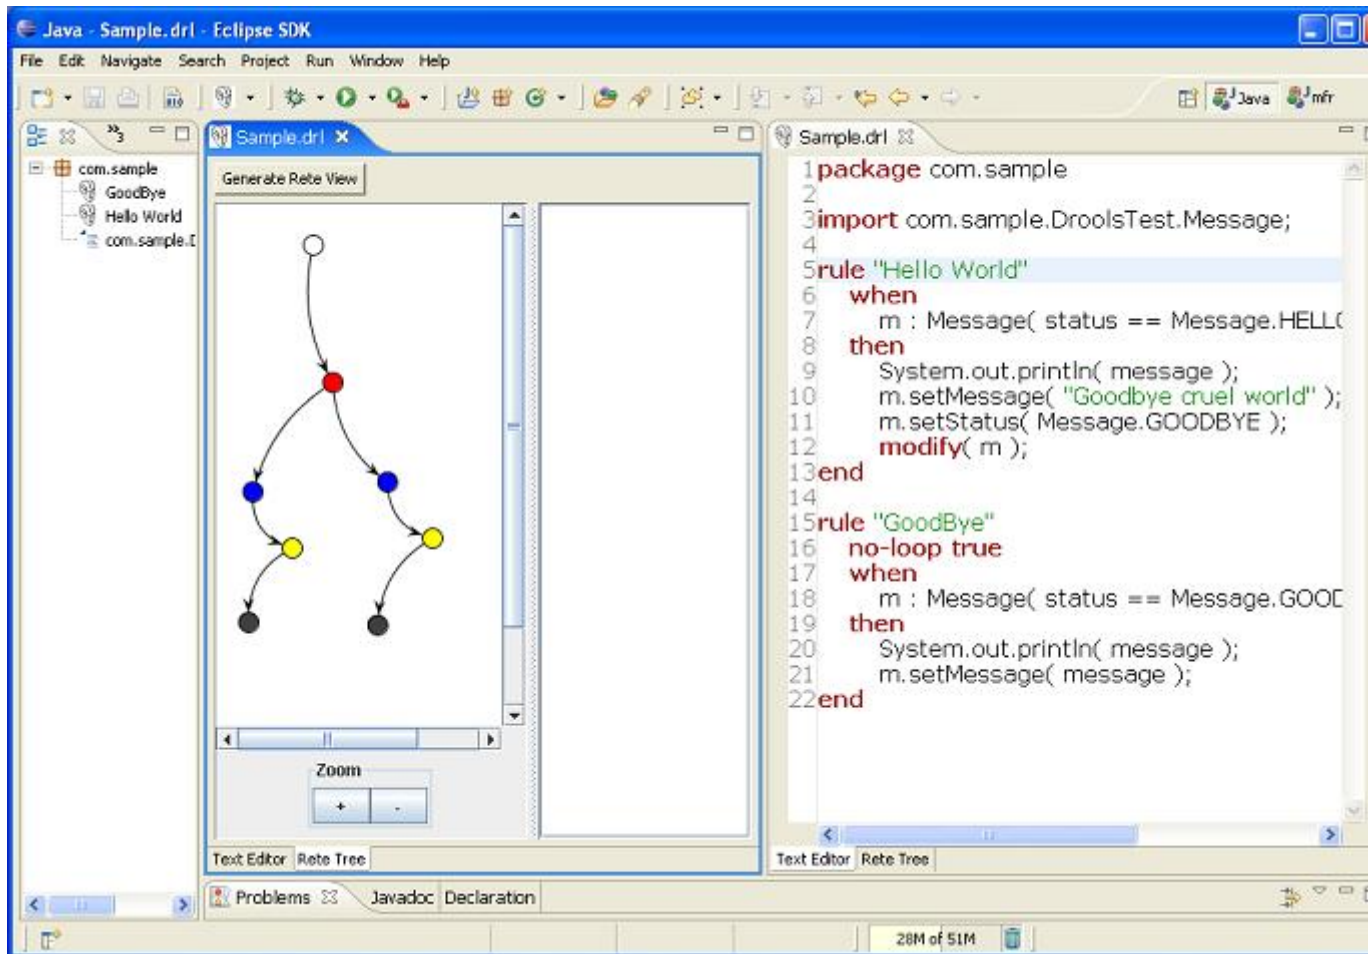 Java - Sample.drl - Eclipse SDK
File Edit Navigate Search Project Run Window Help
Java mfr
3
Sample.drl
Sample.drl
com.sample
GoodBye
Hello World
com.sample.D
Generate Rete View
Zoom
+ -
Text Editor Rete Tree
1 package com.sample
2
3 import com.sample.DroolsTest.Message;
4
5 rule "Hello World"
6 when
7 m : Message( status == Message.HELLO
8 then
9 System.out.println( message );
10 m.setMessage( "Goodbye cruel world" );
11 m.setStatus( Message.GOODBYE );
12 modify( m );
13 end
14
15 rule "GoodBye"
16 no-loop true
17 when
18 m : Message( status == Message.GOOD
19 then
20 System.out.println( message );
21 m.setMessage( message );
22 end
Text Editor Rete Tree
Problems Javadoc Declaration
28M of 51M